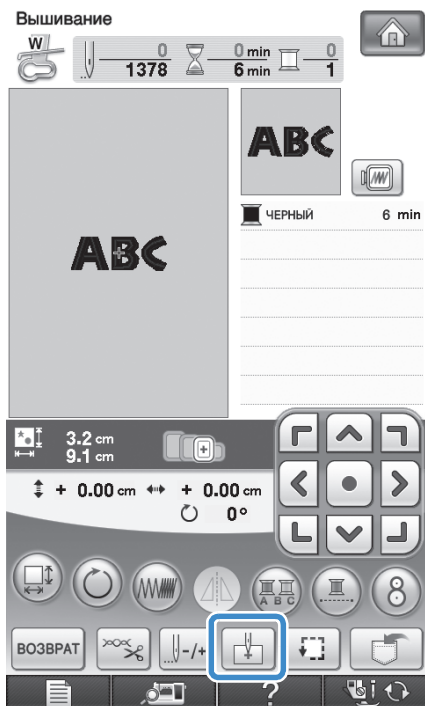 Вышивание
W
0 0 min 0
1378 6 min 1
ABC
ABC
ЧЕРНЫЙ 6 min
3.2 cm
9.1 cm
+ 0.00 cm + 0.00 cm
0°
A B C
8
ВОЗВРАТ -/+
? i